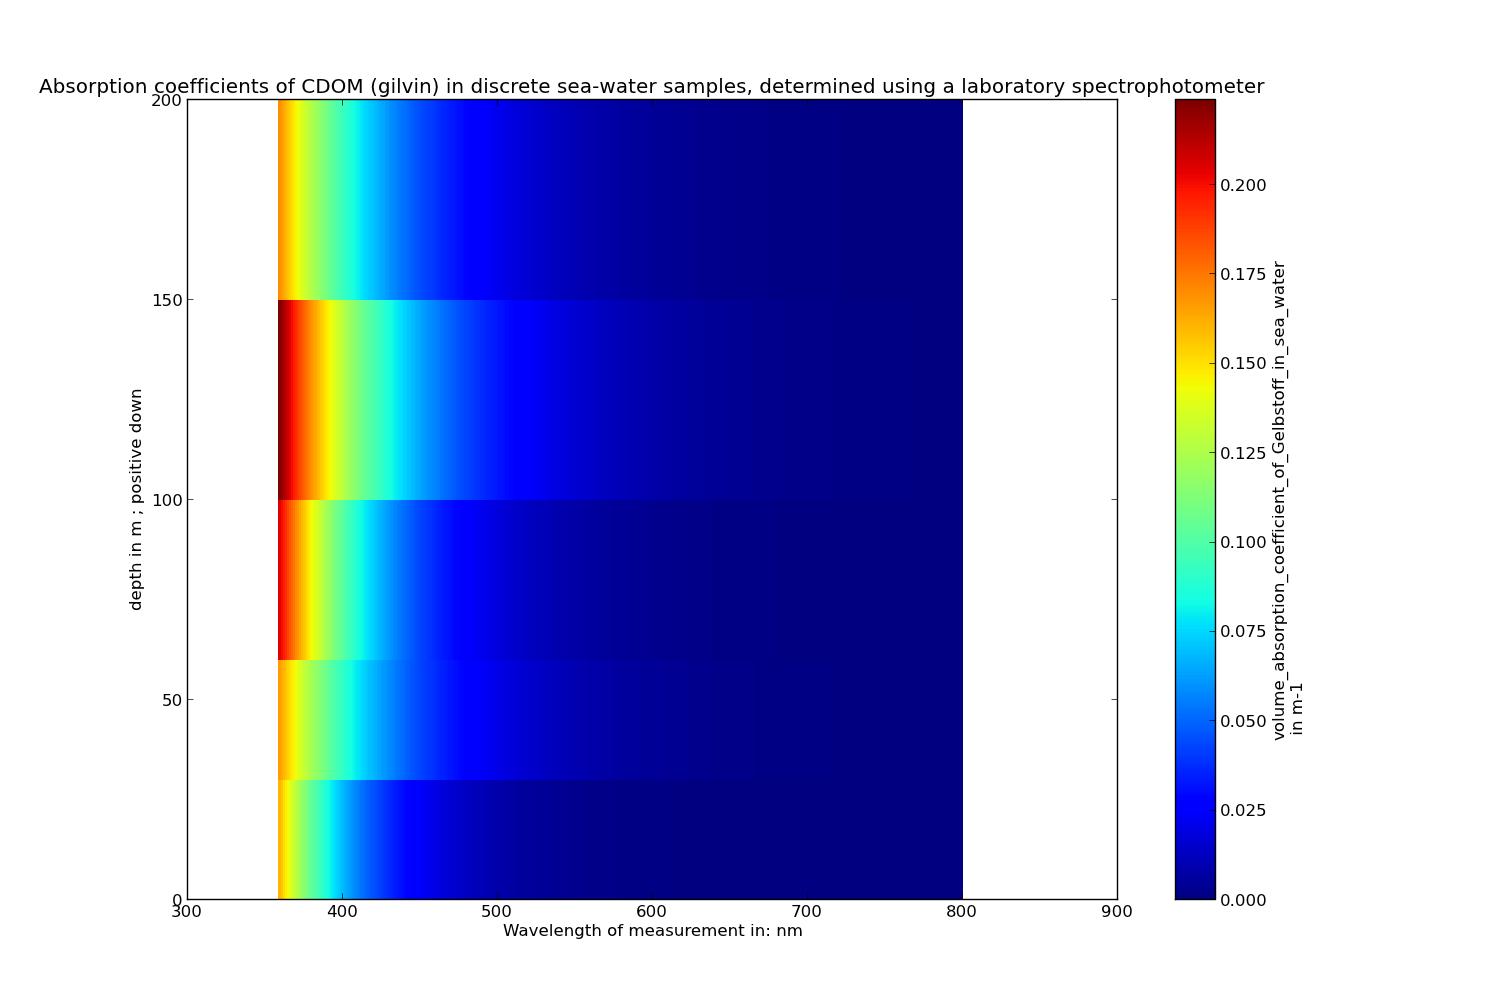 Absorption coefficients of CDOM (gilvin) in discrete sea-water samples, determined using a laboratory spectrophotometer
200
150
100
50
0
depth in m ; positive down
300 400 500 600 700 800 900
Wavelength of measurement in: nm
0.200
0.175
0.150
0.125
0.100
0.075
0.050
0.025
0.000
volume_absorption_coefficient_of_Gelbstoff_in_sea_water
in m-1